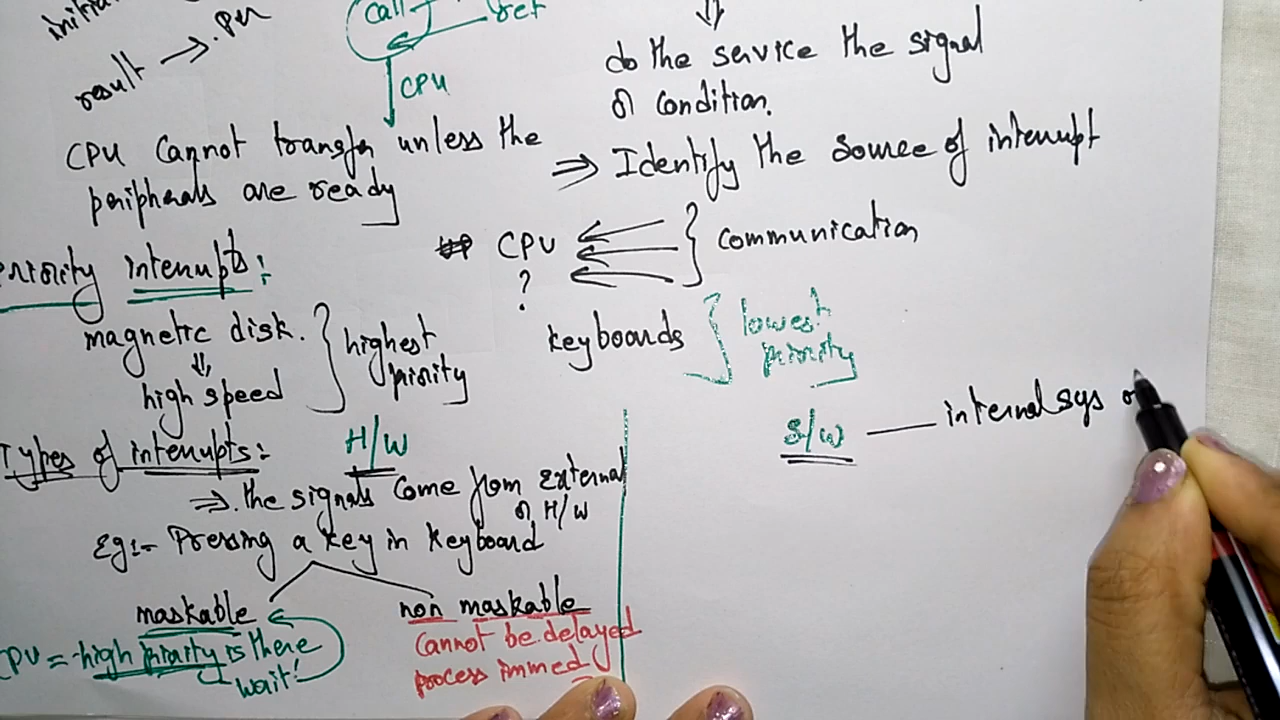 result → per
call
ret
CPU
CPU Cannot transfer unless the
peripherals are ready
priority interrupts:
magnetic disk.
⇓
high speed
highest
priority
Types of interrupts:
H/W
⇒ the signals come from External
or H/W
Eg:- Pressing a key in keyboard
maskable
CPU = high priority is there
wait!
non maskable
Cannot be delayed
process immed
⇓
do the service the signal
or condition.
⇒ Identify the source of interrupt
CPU
?
communication
keyboards
lowest
priority
S/W — internal sys